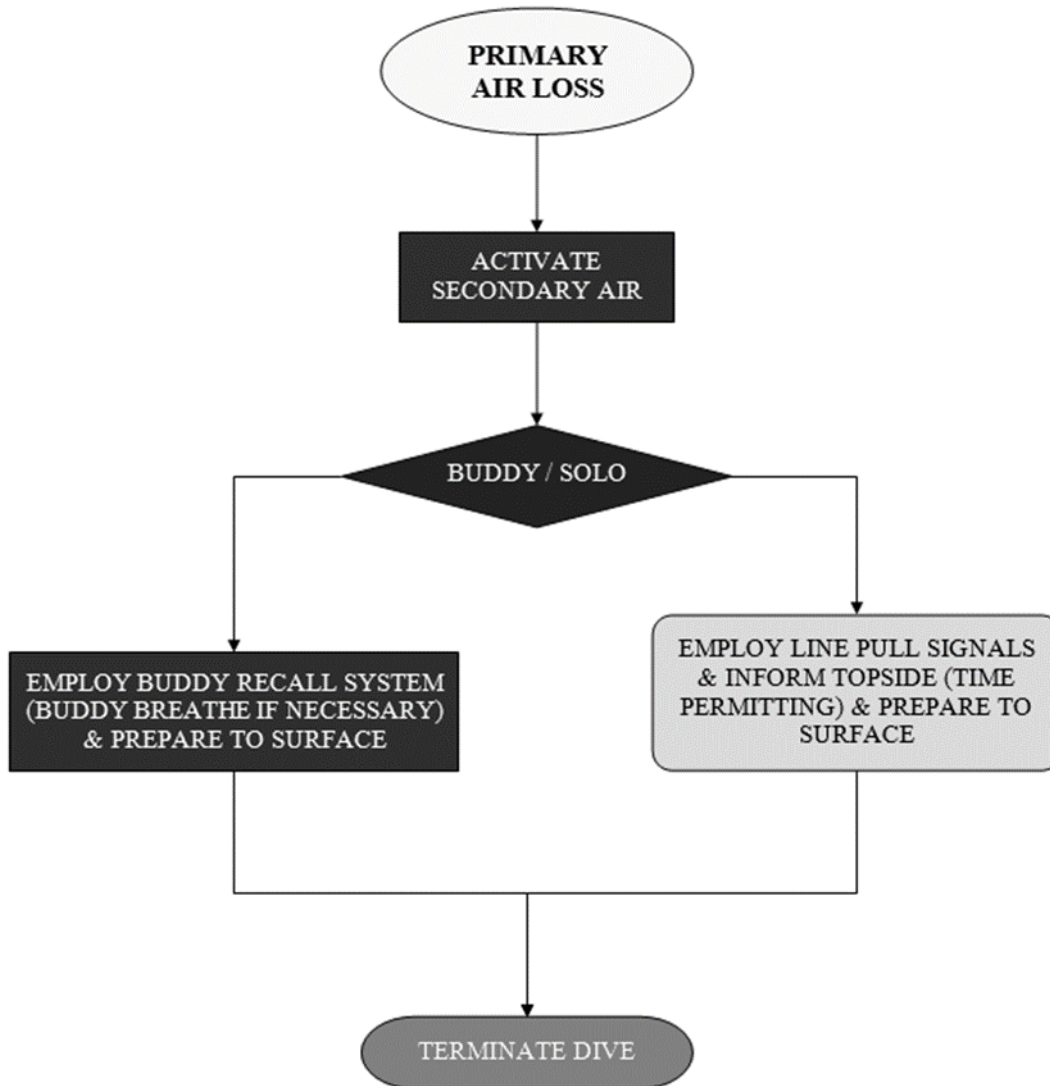 PRIMARY
AIR LOSS
ACTIVATE
SECONDARY AIR
BUDDY / SOLO
EMPLOY BUDDY RECALL SYSTEM
(BUDDY BREATHE IF NECESSARY)
& PREPARE TO SURFACE
EMPLOY LINE PULL SIGNALS
& INFORM TOPSIDE (TIME
PERMITTING) & PREPARE TO
SURFACE
TERMINATE DIVE